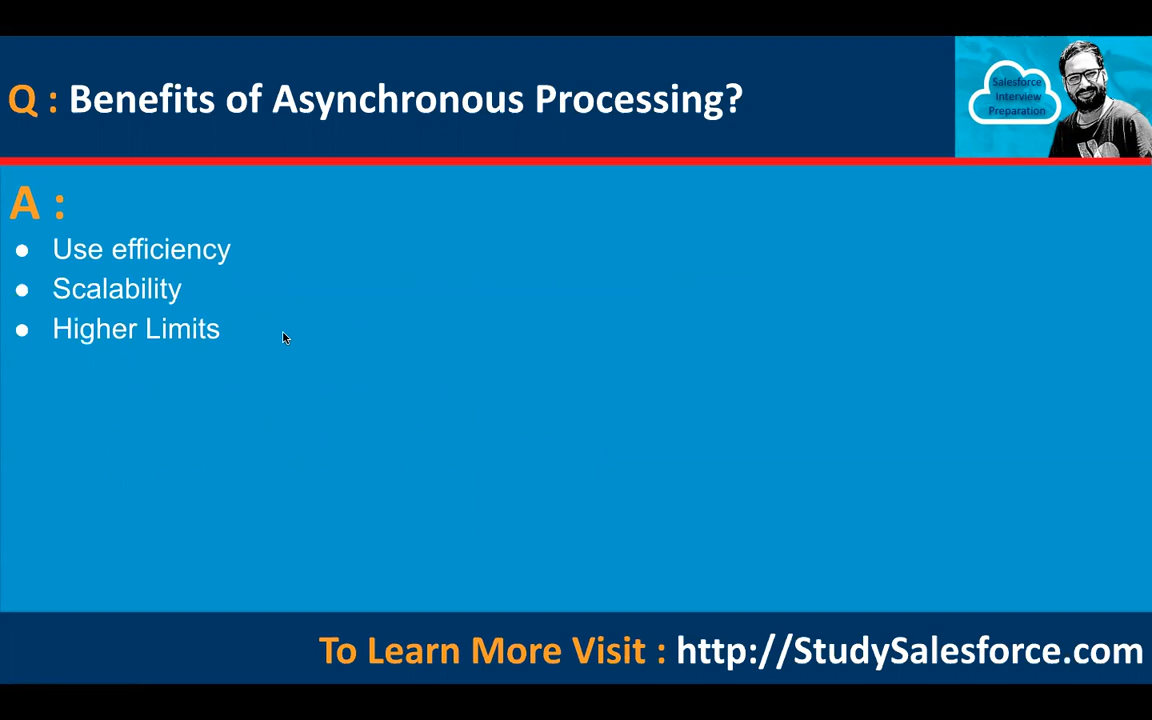 Q : Benefits of Asynchronous Processing?
Salesforce
Interview
Preparation
A :
● Use efficiency
● Scalability
● Higher Limits
To Learn More Visit : http://StudySalesforce.com